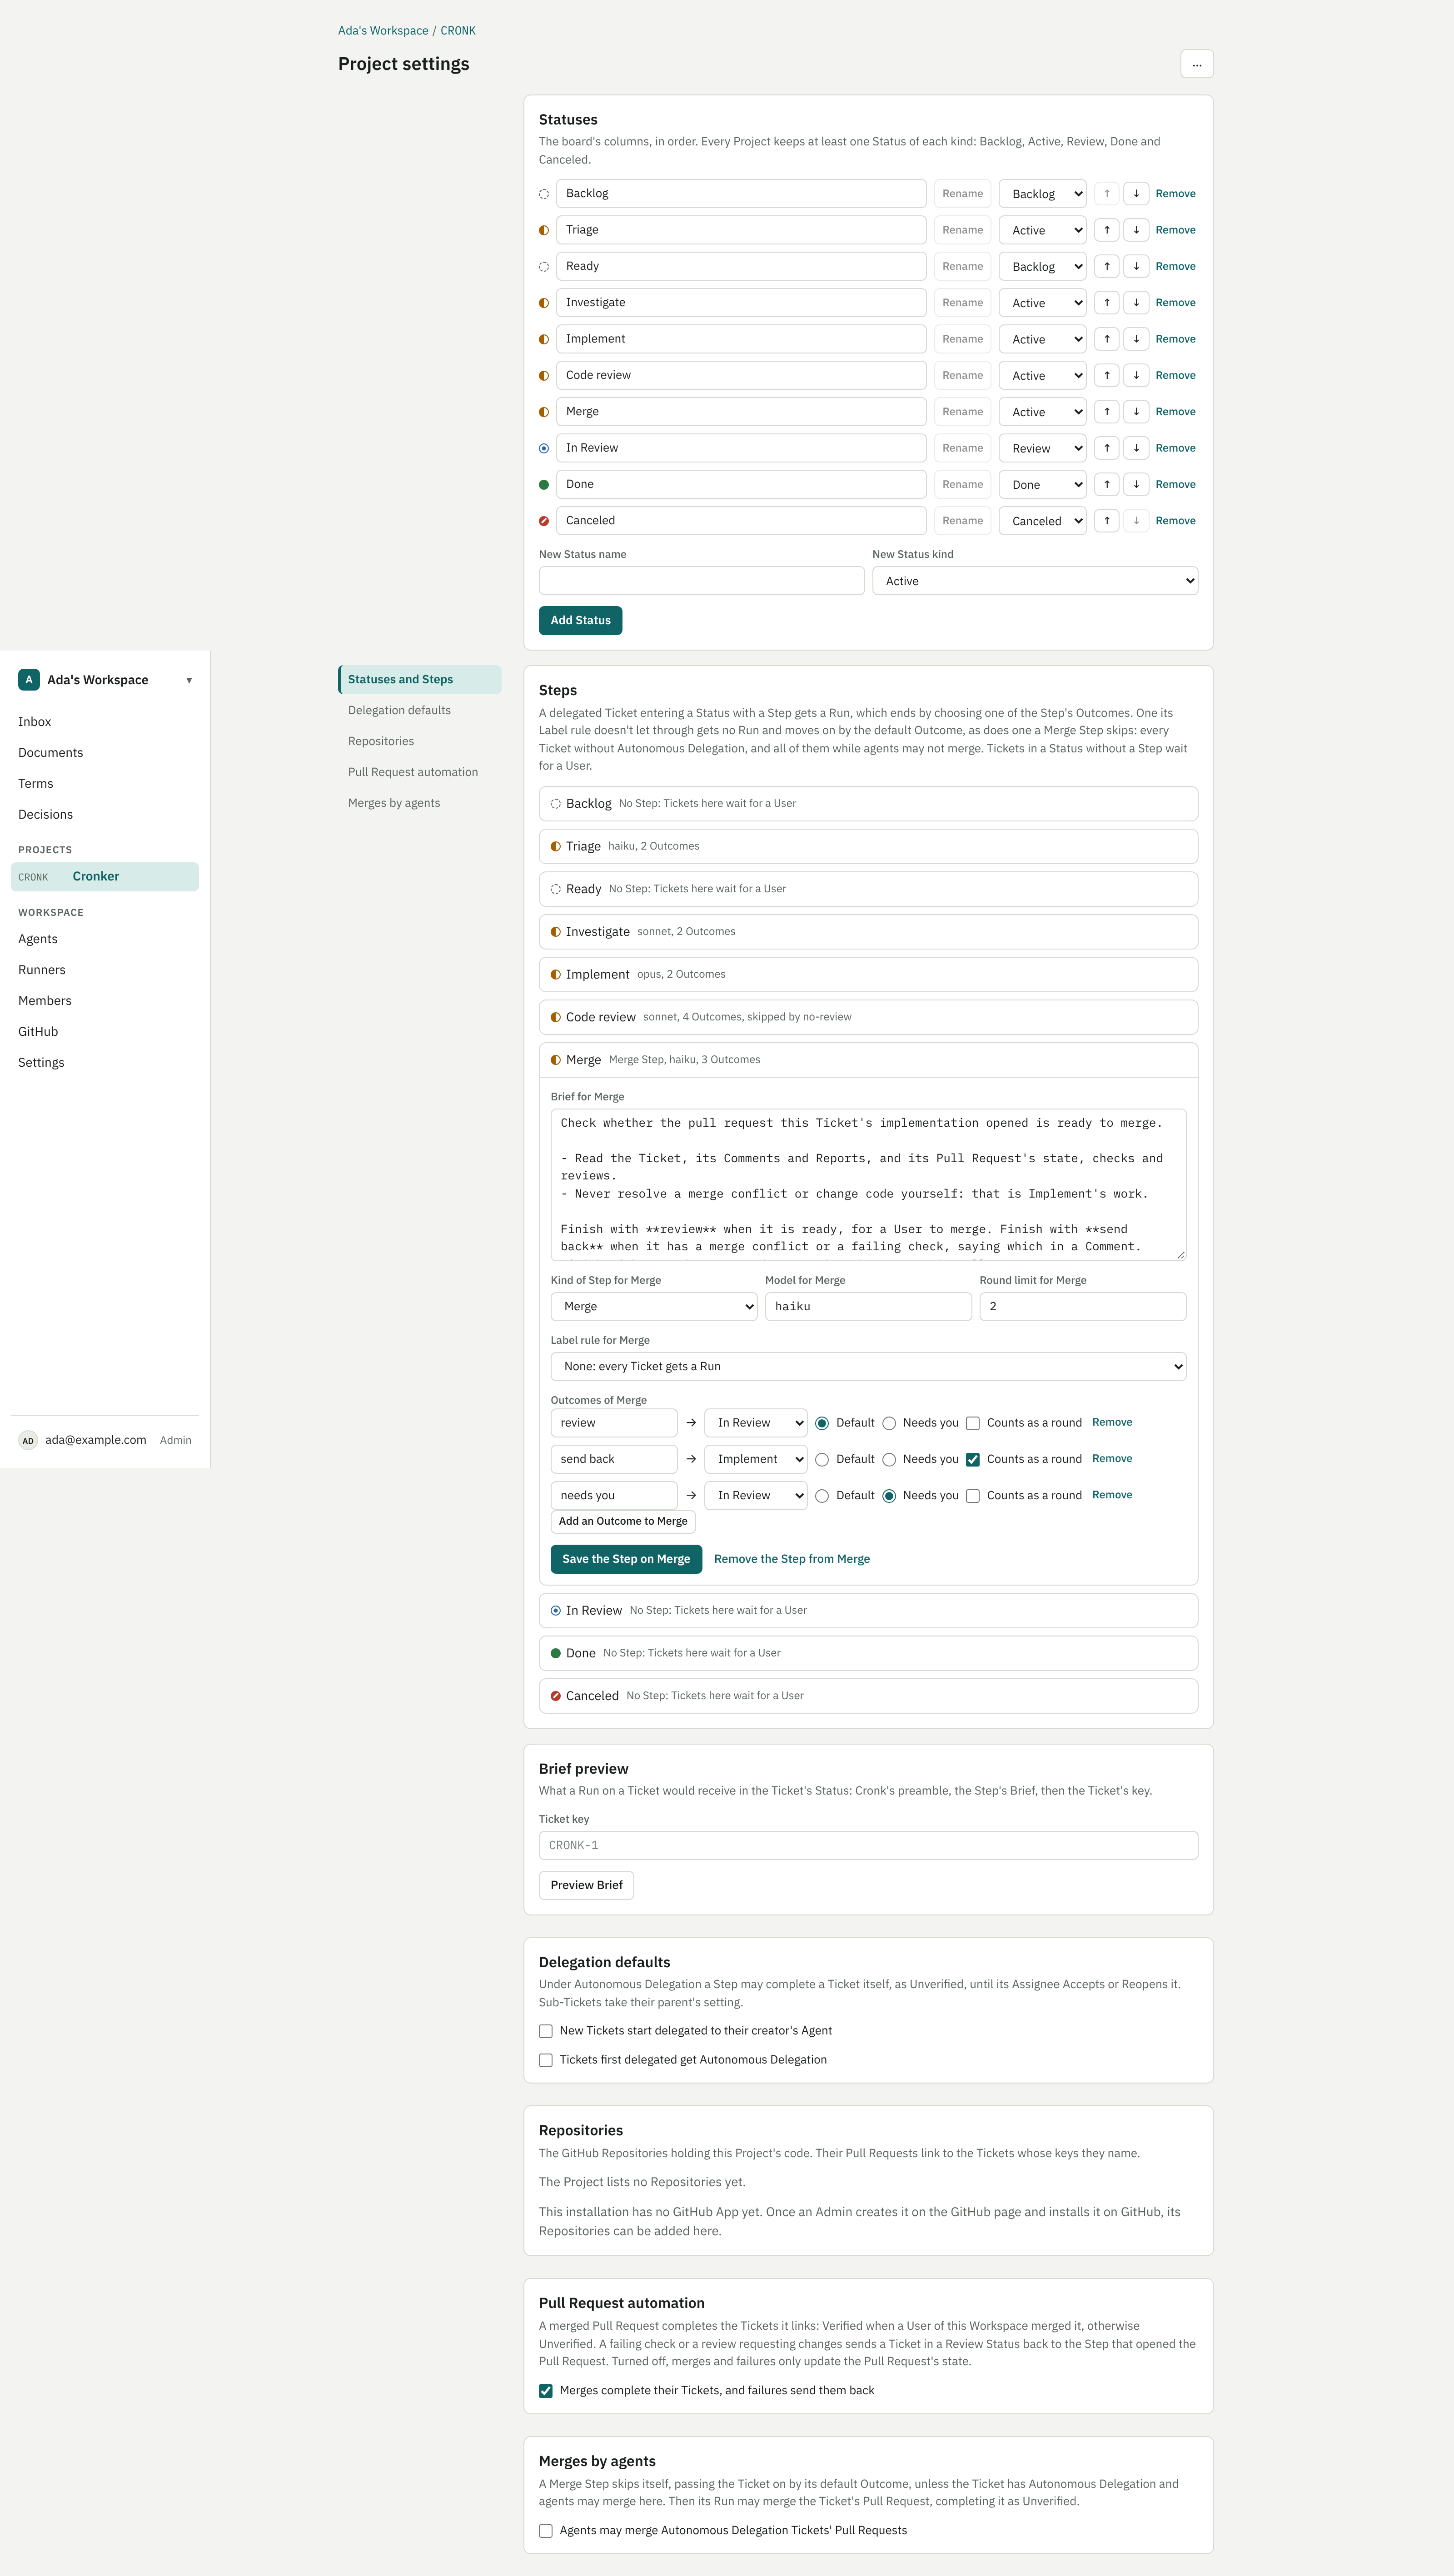 Ada's Workspace / CRONK
Project settings
...
Statuses
The board's columns, in order. Every Project keeps at least one Status of each kind: Backlog, Active, Review, Done and
Canceled.
Backlog Rename Backlog ↑ ↓ Remove
Triage Rename Active ↑ ↓ Remove
Ready Rename Backlog ↑ ↓ Remove
Investigate Rename Active ↑ ↓ Remove
Implement Rename Active ↑ ↓ Remove
Code review Rename Active ↑ ↓ Remove
Merge Rename Active ↑ ↓ Remove
In Review Rename Review ↑ ↓ Remove
Done Rename Done ↑ ↓ Remove
Canceled Rename Canceled ↑ ↓ Remove
New Status name New Status kind
Active
Add Status
A Ada's Workspace
Inbox
Documents
Terms
Decisions
PROJECTS
CRONK Cronker
WORKSPACE
Agents
Runners
Members
GitHub
Settings
AD ada@example.com Admin
Statuses and Steps
Delegation defaults
Repositories
Pull Request automation
Merges by agents
Steps
A delegated Ticket entering a Status with a Step gets a Run, which ends by choosing one of the Step's Outcomes. One its
Label rule doesn't let through gets no Run and moves on by the default Outcome, as does one a Merge Step skips: every
Ticket without Autonomous Delegation, and all of them while agents may not merge. Tickets in a Status without a Step wait
for a User.
Backlog No Step: Tickets here wait for a User
Triage haiku, 2 Outcomes
Ready No Step: Tickets here wait for a User
Investigate sonnet, 2 Outcomes
Implement opus, 2 Outcomes
Code review sonnet, 4 Outcomes, skipped by no-review
Merge Merge Step, haiku, 3 Outcomes
Brief for Merge
Check whether the pull request this Ticket's implementation opened is ready to merge.
- Read the Ticket, its Comments and Reports, and its Pull Request's state, checks and
reviews.
- Never resolve a merge conflict or change code yourself: that is Implement's work.
Finish with **review** when it is ready, for a User to merge. Finish with **send
back** when it has a merge conflict or a failing check, saying which in a Comment.
Kind of Step for Merge Model for Merge Round limit for Merge
Merge haiku 2
Label rule for Merge
None: every Ticket gets a Run
Outcomes of Merge
review → In Review Default Needs you Counts as a round Remove
send back → Implement Default Needs you Counts as a round Remove
needs you → In Review Default Needs you Counts as a round Remove
Add an Outcome to Merge
Save the Step on Merge Remove the Step from Merge
In Review No Step: Tickets here wait for a User
Done No Step: Tickets here wait for a User
Canceled No Step: Tickets here wait for a User
Brief preview
What a Run on a Ticket would receive in the Ticket's Status: Cronk's preamble, the Step's Brief, then the Ticket's key.
Ticket key
CRONK-1
Preview Brief
Delegation defaults
Under Autonomous Delegation a Step may complete a Ticket itself, as Unverified, until its Assignee Accepts or Reopens it.
Sub-Tickets take their parent's setting.
New Tickets start delegated to their creator's Agent
Tickets first delegated get Autonomous Delegation
Repositories
The GitHub Repositories holding this Project's code. Their Pull Requests link to the Tickets whose keys they name.
The Project lists no Repositories yet.
This installation has no GitHub App yet. Once an Admin creates it on the GitHub page and installs it on GitHub, its
Repositories can be added here.
Pull Request automation
A merged Pull Request completes the Tickets it links: Verified when a User of this Workspace merged it, otherwise
Unverified. A failing check or a review requesting changes sends a Ticket in a Review Status back to the Step that opened the
Pull Request. Turned off, merges and failures only update the Pull Request's state.
Merges complete their Tickets, and failures send them back
Merges by agents
A Merge Step skips itself, passing the Ticket on by its default Outcome, unless the Ticket has Autonomous Delegation and
agents may merge here. Then its Run may merge the Ticket's Pull Request, completing it as Unverified.
Agents may merge Autonomous Delegation Tickets' Pull Requests